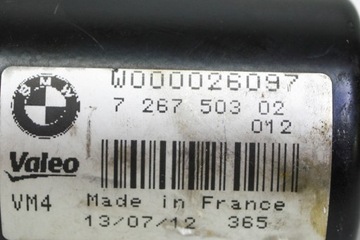 W000026097
BMW
7 267 503 02
012
Valeo
VM4
Made in France
13/07/12 365